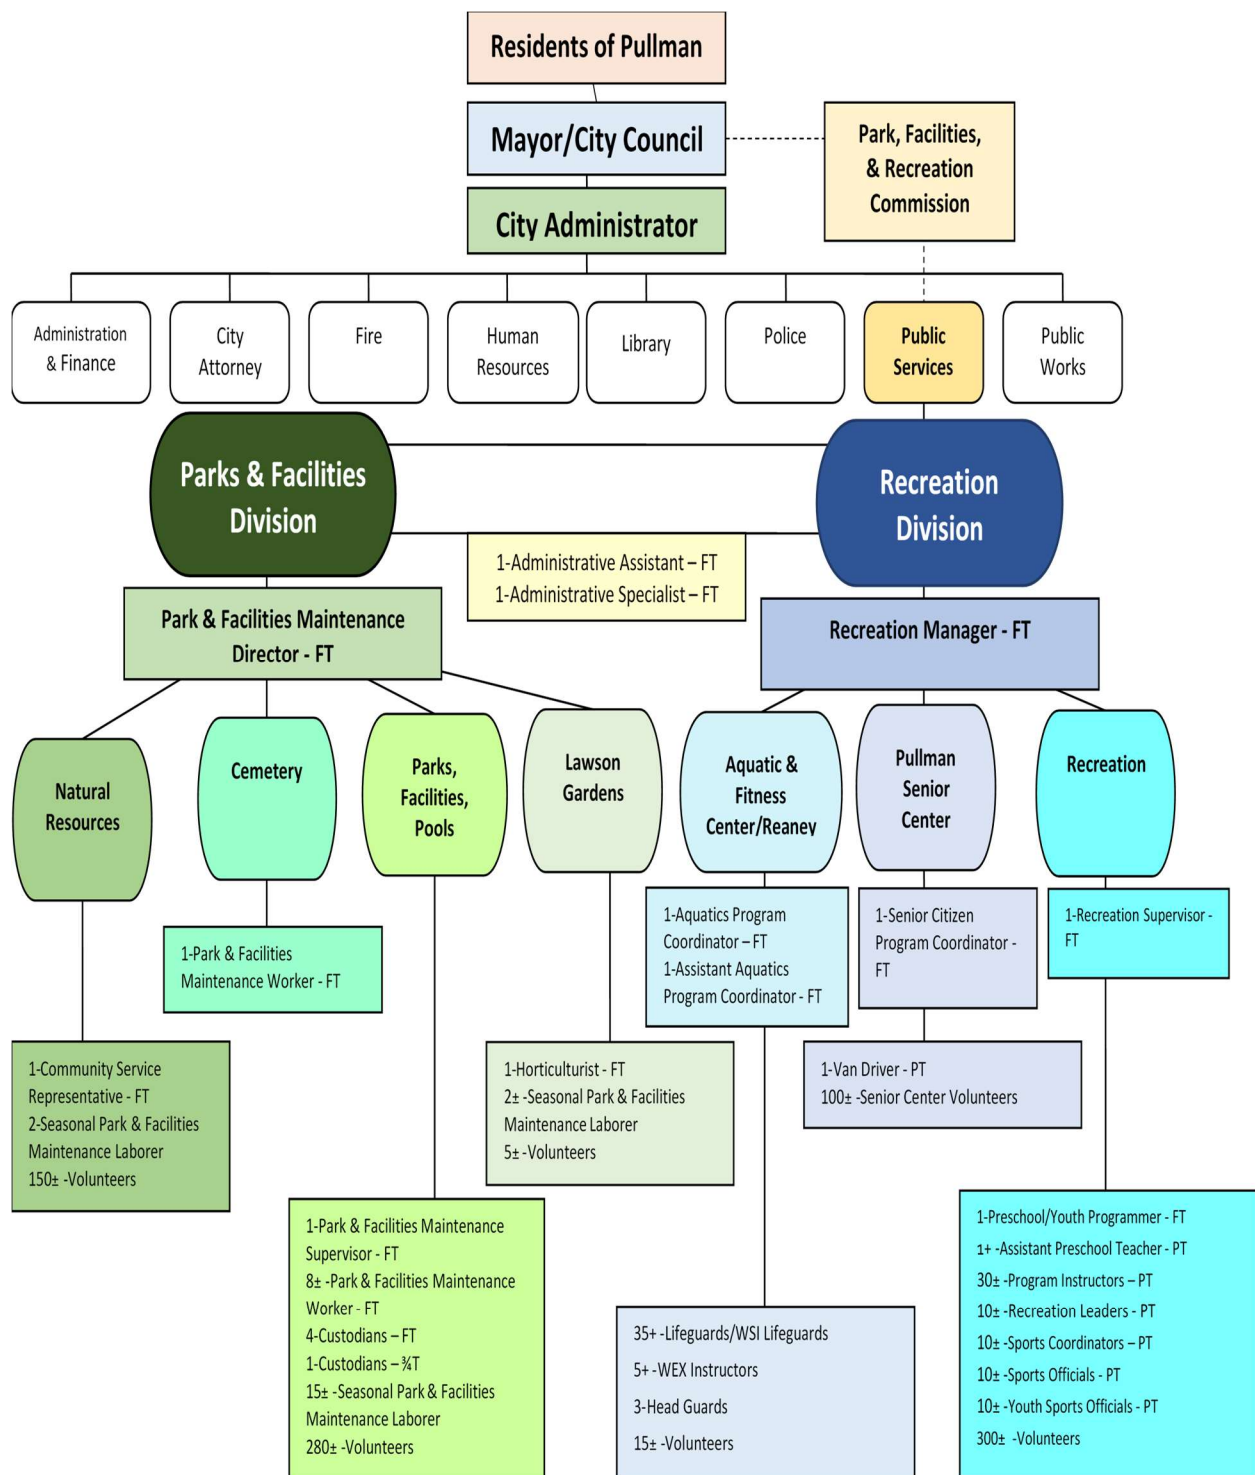 Residents of Pullman
Mayor/City Council
Park, Facilities,
& Recreation
Commission
City Administrator
Administration
& Finance
City
Attorney
Fire
Human
Resources
Library
Police
Public
Services
Public
Works
Parks & Facilities
Division
Recreation
Division
1-Administrative Assistant – FT
1-Administrative Specialist – FT
Park & Facilities Maintenance
Director - FT
Recreation Manager - FT
Natural
Resources
Cemetery
Parks,
Facilities,
Pools
Lawson
Gardens
Aquatic &
Fitness
Center/Reaney
Pullman
Senior
Center
Recreation
1-Park & Facilities
Maintenance Worker - FT
1-Aquatics Program
Coordinator – FT
1-Assistant Aquatics
Program Coordinator - FT
1-Senior Citizen
Program Coordinator -
FT
1-Recreation Supervisor -
FT
1-Community Service
Representative - FT
2-Seasonal Park & Facilities
Maintenance Laborer
150± -Volunteers
1-Horticulturist - FT
2± -Seasonal Park & Facilities
Maintenance Laborer
5± -Volunteers
1-Van Driver - PT
100± -Senior Center Volunteers
1-Park & Facilities Maintenance
Supervisor - FT
8± -Park & Facilities Maintenance
Worker - FT
4-Custodians – FT
1-Custodians – ¾T
15± -Seasonal Park & Facilities
Maintenance Laborer
280± -Volunteers
35+ -Lifeguards/WSI Lifeguards
5+ -WEX Instructors
3-Head Guards
15± -Volunteers
1-Preschool/Youth Programmer - FT
1+ -Assistant Preschool Teacher - PT
30± -Program Instructors – PT
10± -Recreation Leaders - PT
10± -Sports Coordinators – PT
10± -Sports Officials - PT
10± -Youth Sports Officials - PT
300± -Volunteers